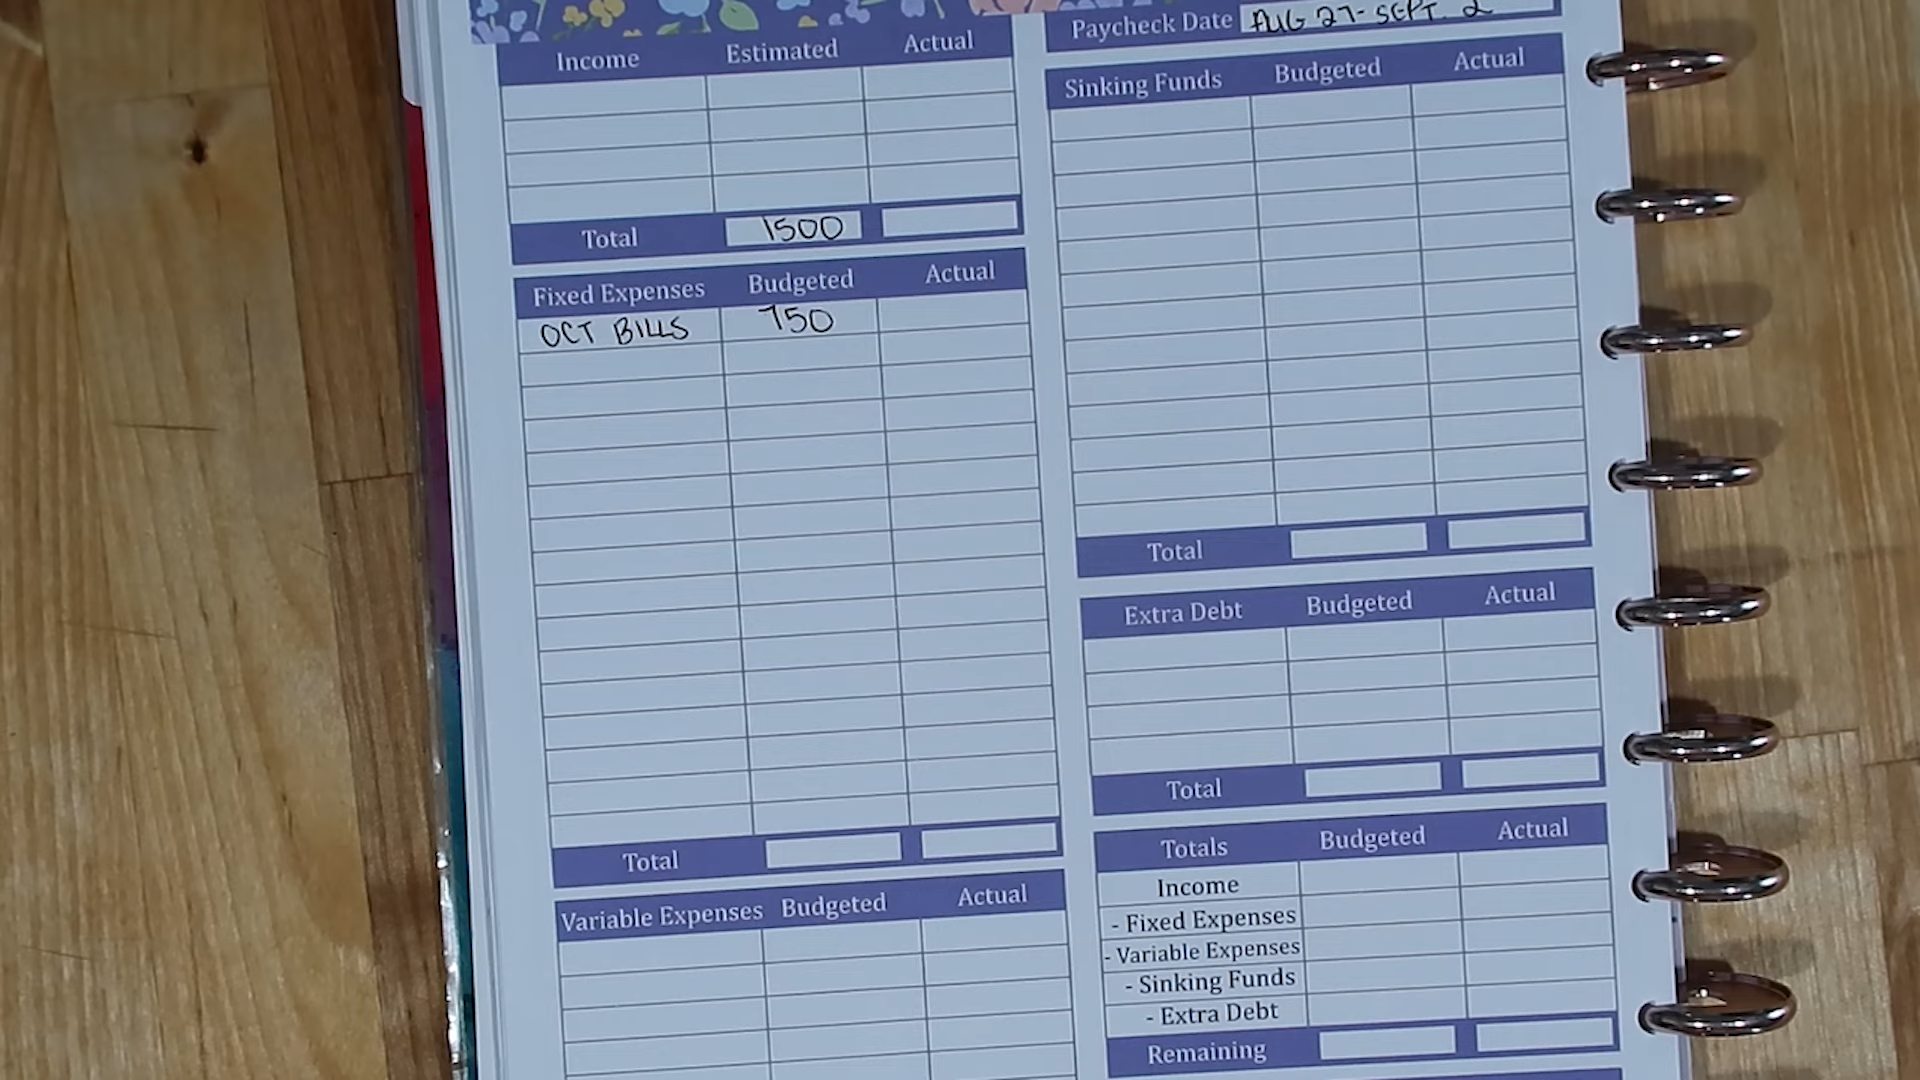 Income Estimated Actual
Total 1500
Fixed Expenses Budgeted Actual
OCT BILLS 750
Total
Variable Expenses Budgeted Actual
Paycheck Date AUG 27- SEPT. 2
Sinking Funds Budgeted Actual
Total
Extra Debt Budgeted Actual
Total
Totals Budgeted Actual
Income
- Fixed Expenses
- Variable Expenses
- Sinking Funds
- Extra Debt
Remaining